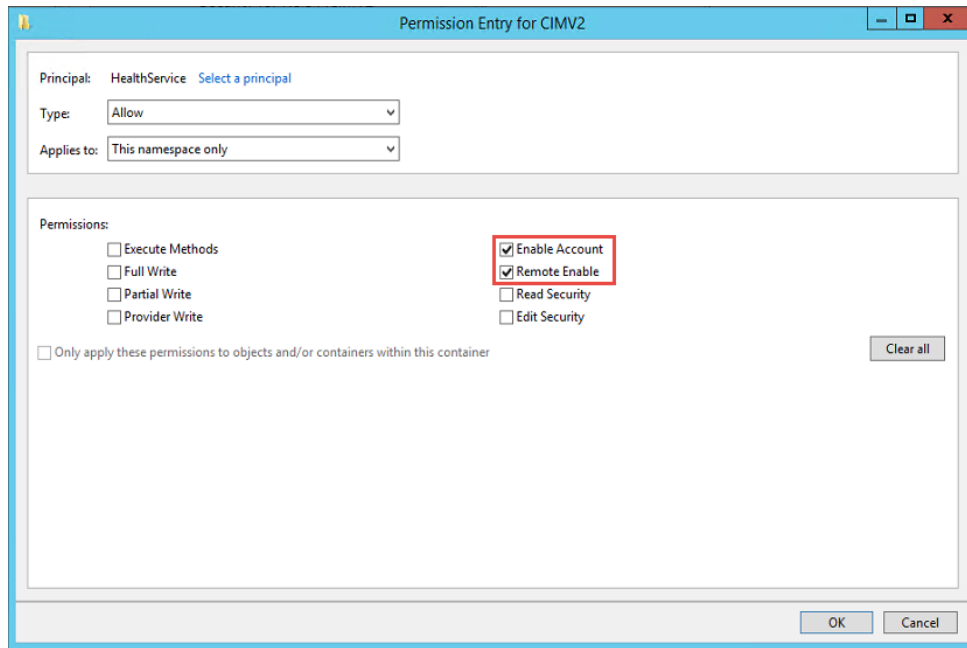 Permission Entry for CIMV2
Principal: HealthService Select a principal
Type: Allow
Applies to: This namespace only
Permissions:
Execute Methods Enable Account
Full Write Remote Enable
Partial Write Read Security
Provider Write Edit Security
Only apply these permissions to objects and/or containers within this container Clear all
OK Cancel